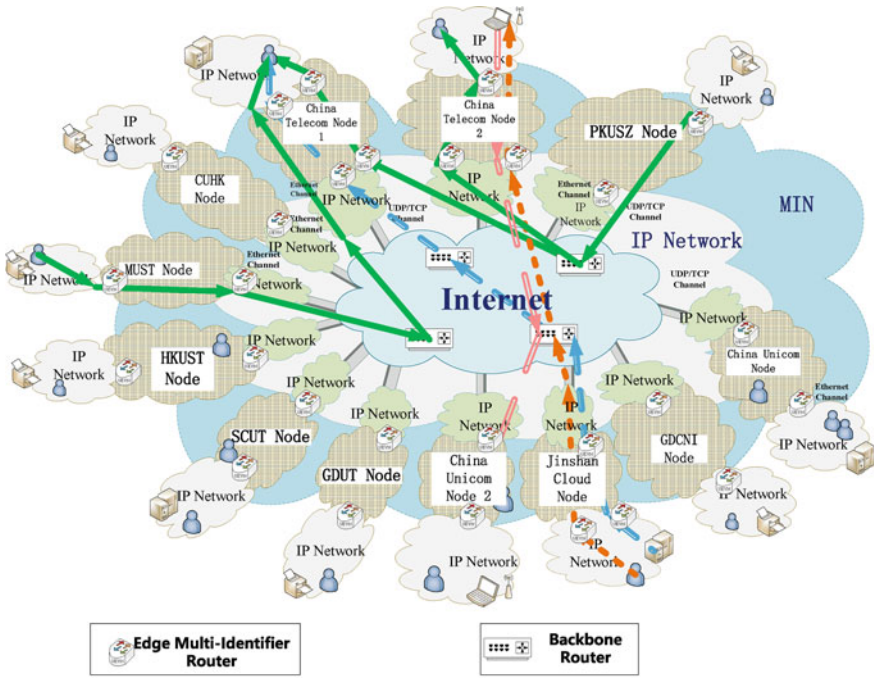 IP
Network
IP Network
IP Network
IP
Network
China
Telecom Node
1
China
Telecom Node
2
PKUSZ Node
IP
Network
CUHK
Node
Ethernet
Channel
IP Network
UDP/TCP
Channel
IP
Network
Ethernet
Channel
IP
Network
UDP/TCP
Channel
MIN
Ethernet
Channel
IP Network
IP Network
MUST Node
Ethernet
Channel
IP Network
IP Network
Internet
UDP/TCP
Channel
IP Network
IP
Network
HKUST
Node
IP Network
China Unicom
Node
IP Network
IP Network
IP Network
IP
Network
IP Network
Ethernet
Channel
SCUT Node
GDUT Node
China
Unicom
Node 2
Jinshan
Cloud
Node
GDCNI
Node
IP Network
IP Network
IP Network
IP Network
IP Network
IP
Network
Edge Multi-Identifier
Router
Backbone
Router